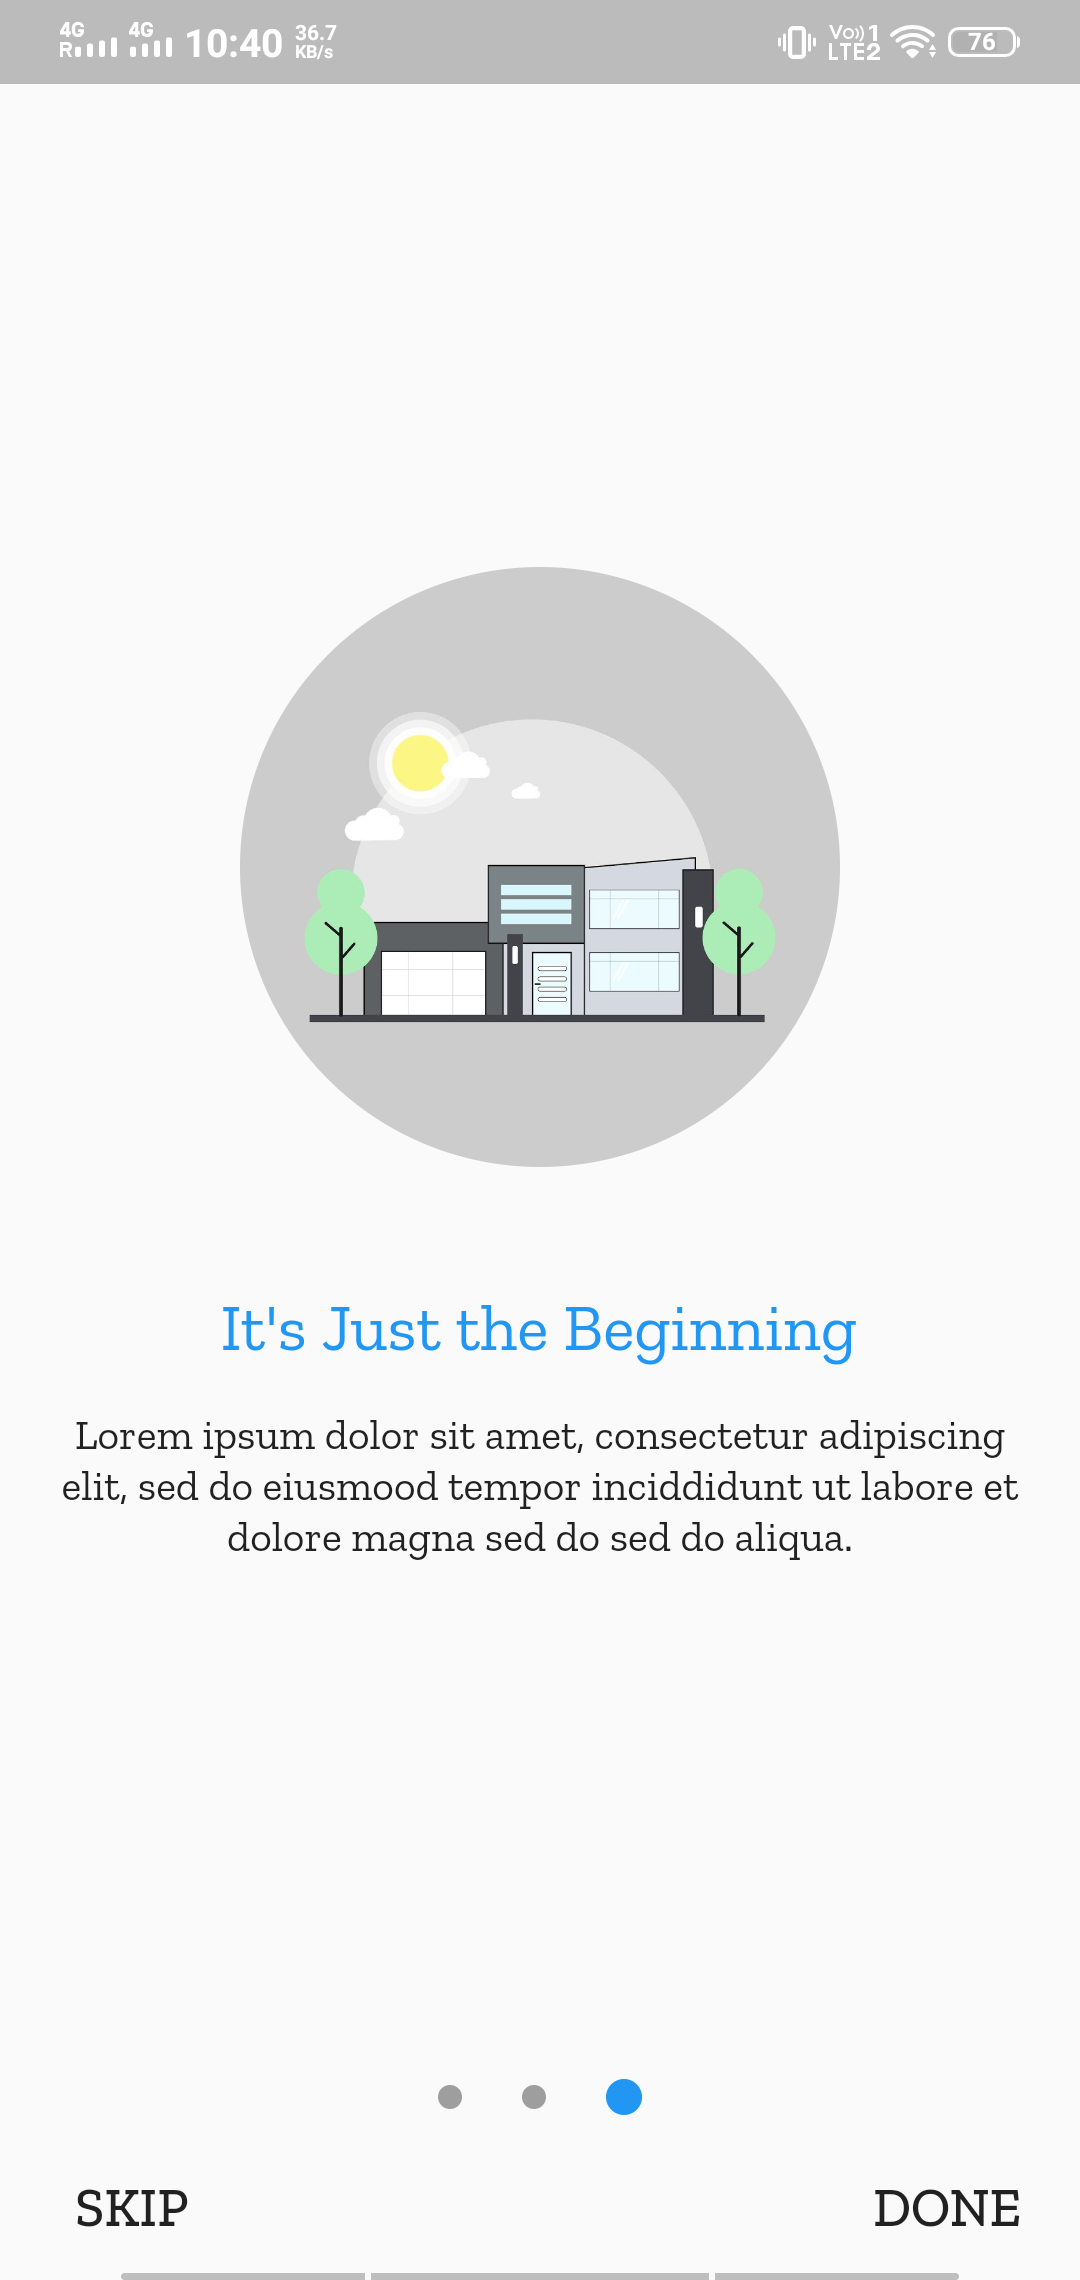 4G 4G 10:40 36.7 Vo)) 1 76
R KB/s LTE2
It's Just the Beginning
Lorem ipsum dolor sit amet, consectetur adipiscing
elit, sed do eiusmood tempor inciddidunt ut labore et
dolore magna sed do sed do aliqua.
SKIP DONE